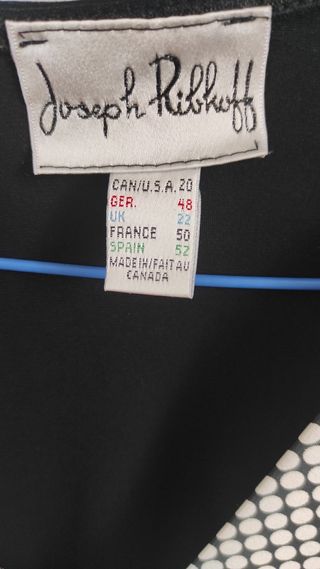 Joseph Ribkoff
CAN/U.S.A. 20
GER. 48
UK 22
FRANCE 50
SPAIN 52
MADE IN/FAIT AU
CANADA